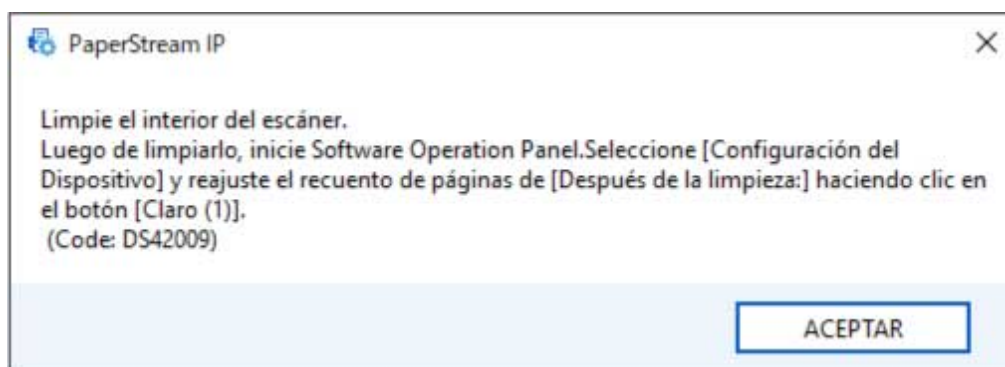 PaperStream IP
Limpie el interior del escáner.
Luego de limpiarlo, inicie Software Operation Panel.Seleccione [Configuración del
Dispositivo] y reajuste el recuento de páginas de [Después de la limpieza:] haciendo clic en
el botón [Claro (1)].
(Code: DS42009)
ACEPTAR